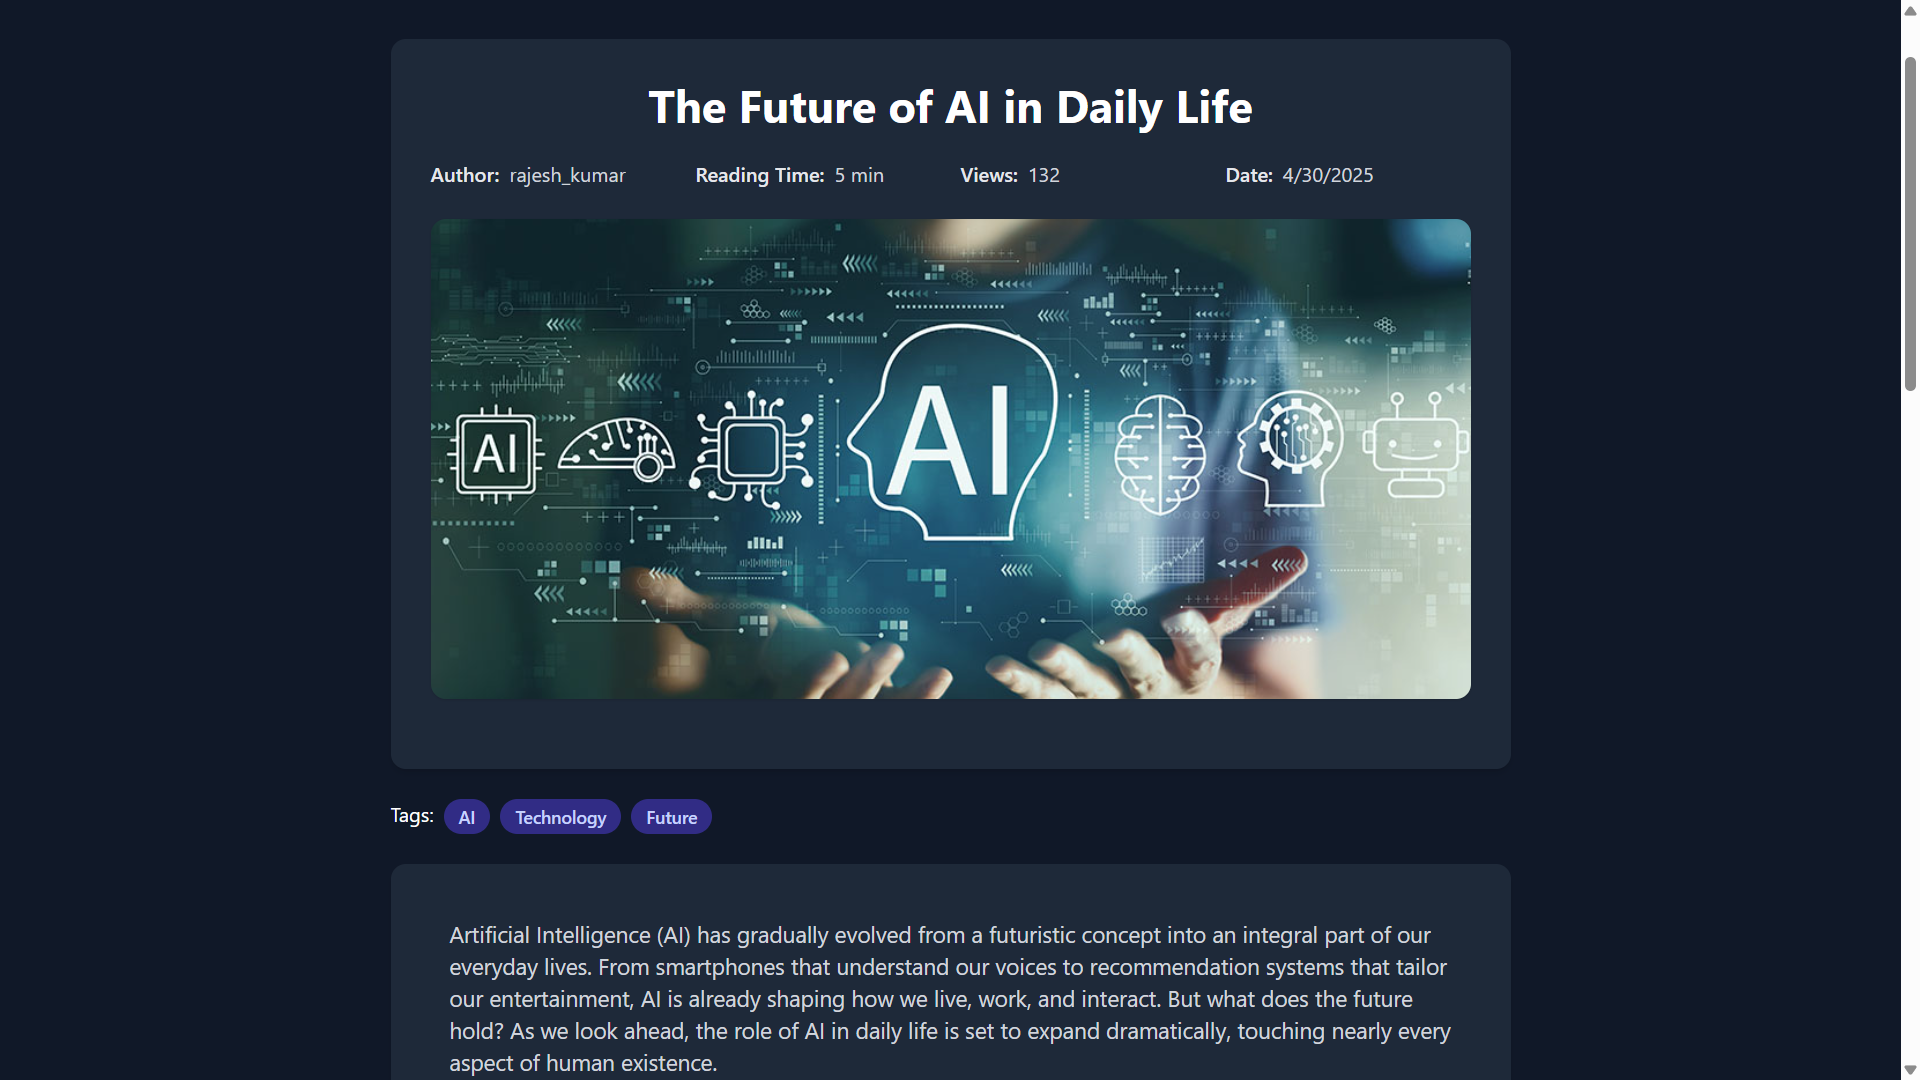 The Future of AI in Daily Life
Author: rajesh_kumar Reading Time: 5 min Views: 132 Date: 4/30/2025
AI AI
Tags: AI Technology Future
Artificial Intelligence (AI) has gradually evolved from a futuristic concept into an integral part of our
everyday lives. From smartphones that understand our voices to recommendation systems that tailor
our entertainment, AI is already shaping how we live, work, and interact. But what does the future
hold? As we look ahead, the role of AI in daily life is set to expand dramatically, touching nearly every
aspect of human existence.